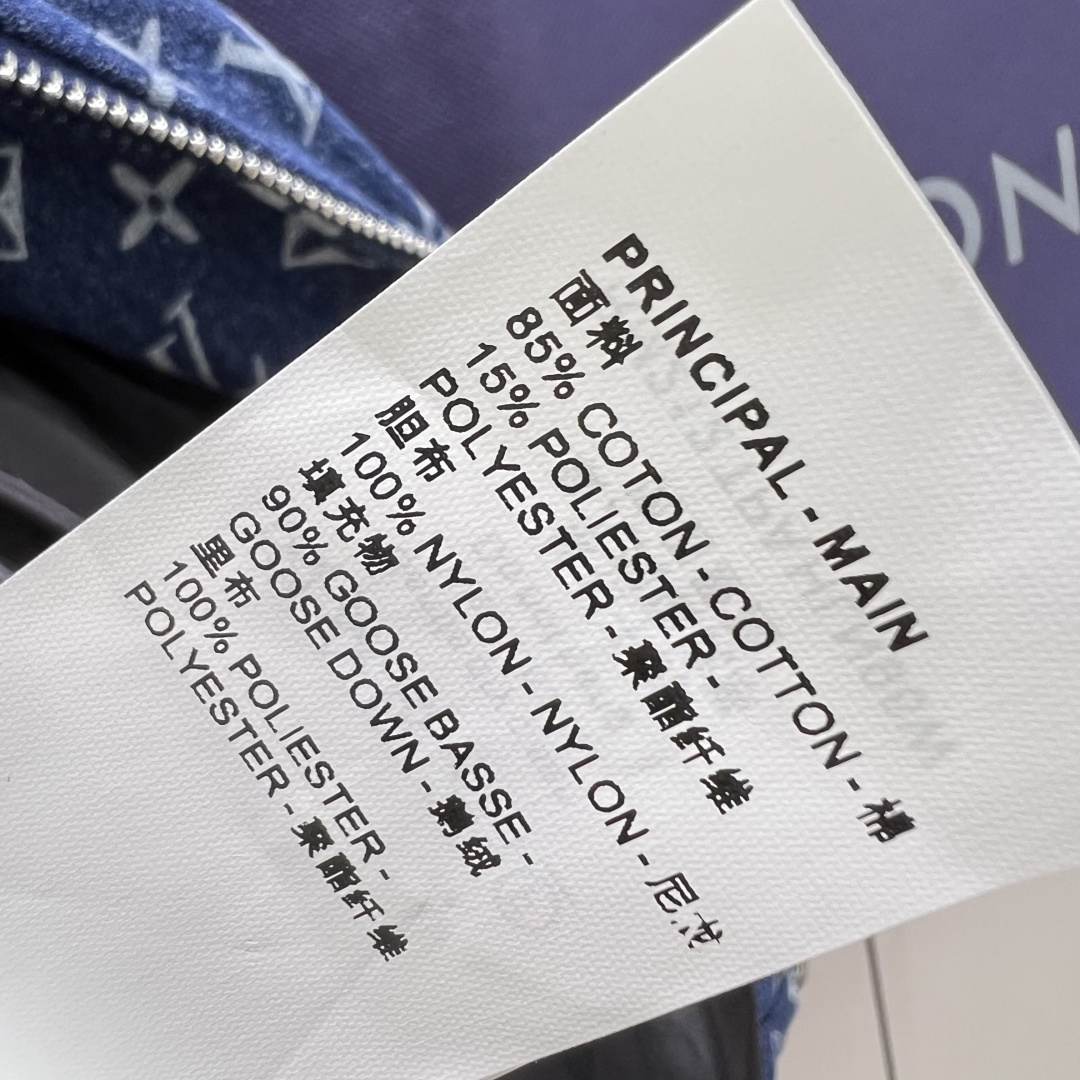 PRINCIPAL - MAIN
面料
85% COTON - COTTON - 棉
15% POLIESTER -
POLYESTER - 聚酯纤维
胆布
100% NYLON - NYLON - 尼龙
填充物
90% GOOSE BASSE -
GOOSE DOWN - 鹅绒
里布
100% POLIESTER -
POLYESTER - 聚酯纤维
ON